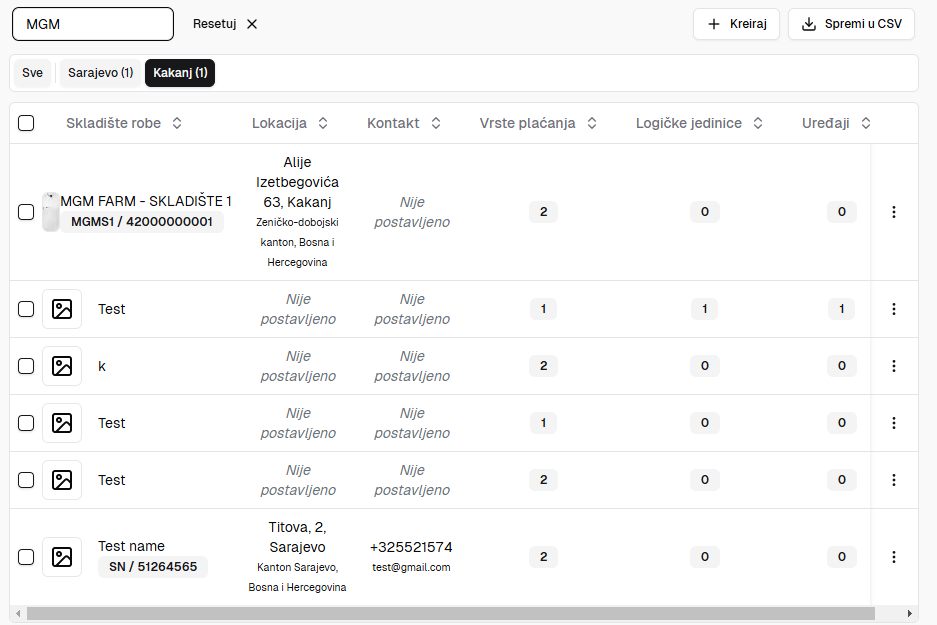 MGM
Resetuj
Kreiraj
Spremi u CSV
Sve
Sarajevo (1)
Kakanj (1)
Skladište robe
Lokacija
Kontakt
Vrste plaćanja
Logičke jedinice
Uređaji
MGM FARM - SKLADIŠTE 1
MGMS1 / 42000000001
Alije
Izetbegovića
63, Kakanj
Zeničko-dobojski
kanton, Bosna i
Hercegovina
Nije
postavljeno
2
0
0
Test
Nije
postavljeno
Nije
postavljeno
1
1
1
k
Nije
postavljeno
Nije
postavljeno
2
0
0
Test
Nije
postavljeno
Nije
postavljeno
1
0
0
Test
Nije
postavljeno
Nije
postavljeno
2
0
0
Test name
SN / 51264565
Titova, 2,
Sarajevo
Kanton Sarajevo,
Bosna i Hercegovina
+325521574
test@gmail.com
2
0
0